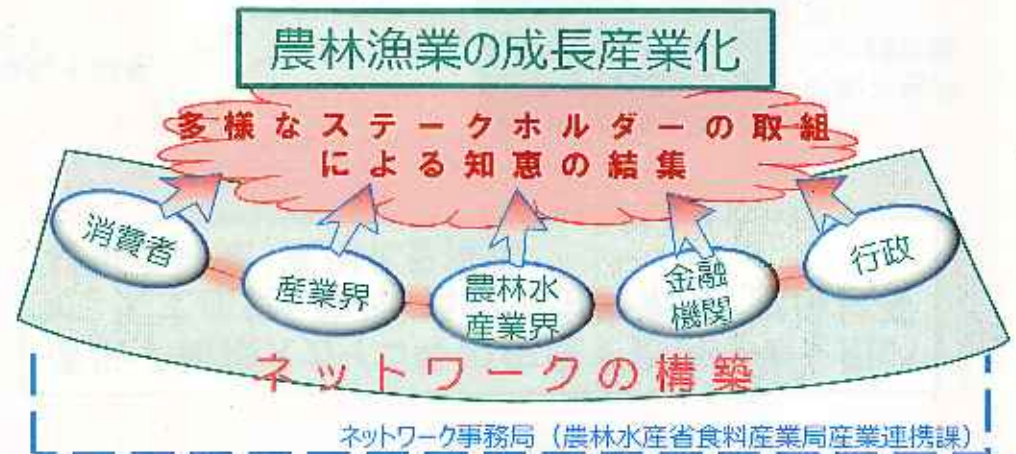 農林漁業の成長産業化
多様なステークホルダーの取組
による知恵の結集
消費者
産業界
農林水
産業界
金融
機関
行政
ネットワークの構築
ネットワーク事務局（農林水産省食料産業局産業連携課）